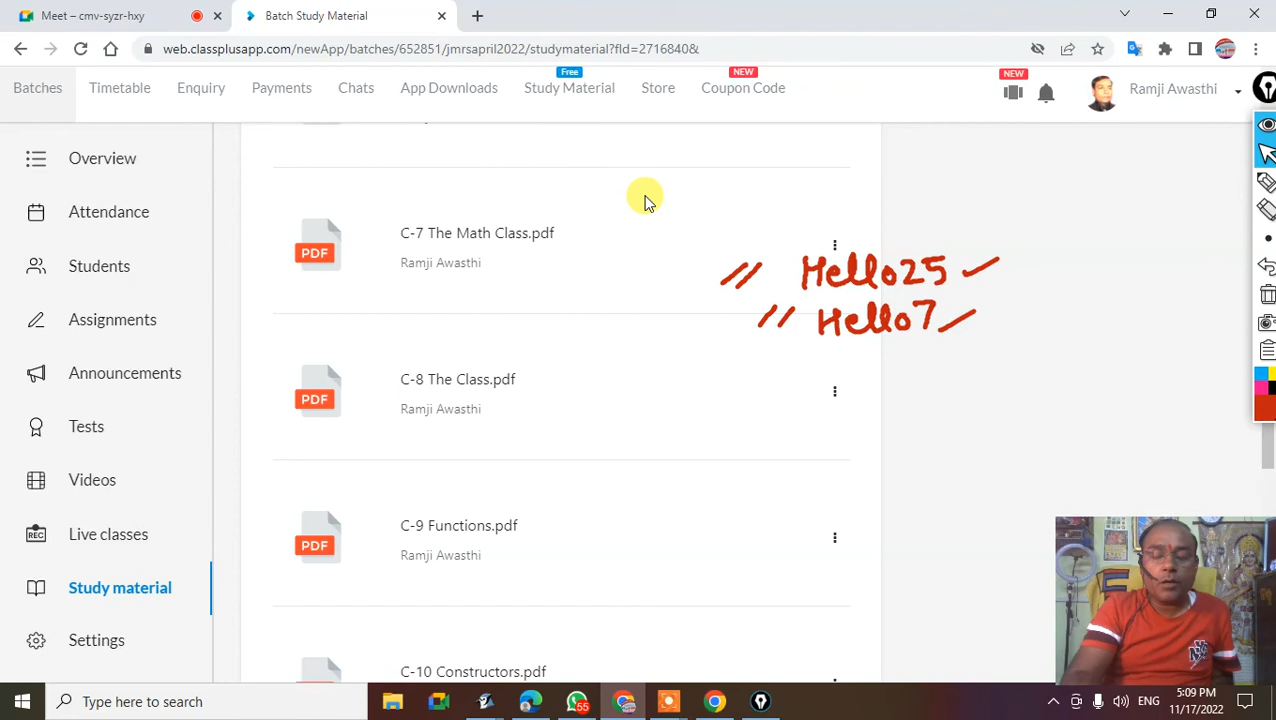 Meet – cmv-syzr-hxy
Batch Study Material
web.classplusapp.com/newApp/batches/652851/jmrsapril2022/studymaterial?fId=2716840&
Free
NEW
NEW
Batches
Timetable
Enquiry
Payments
Chats
App Downloads
Study Material
Store
Coupon Code
Ramji Awasthi
Overview
Attendance
Students
Assignments
Announcements
Tests
Videos
REC
Live classes
Study material
Settings
PDF
C-7 The Math Class.pdf
Ramji Awasthi
// Hello25
// Hello7
PDF
C-8 The Class.pdf
Ramji Awasthi
PDF
C-9 Functions.pdf
Ramji Awasthi
C-10 Constructors.pdf
Type here to search
55
ENG
5:09 PM
11/17/2022